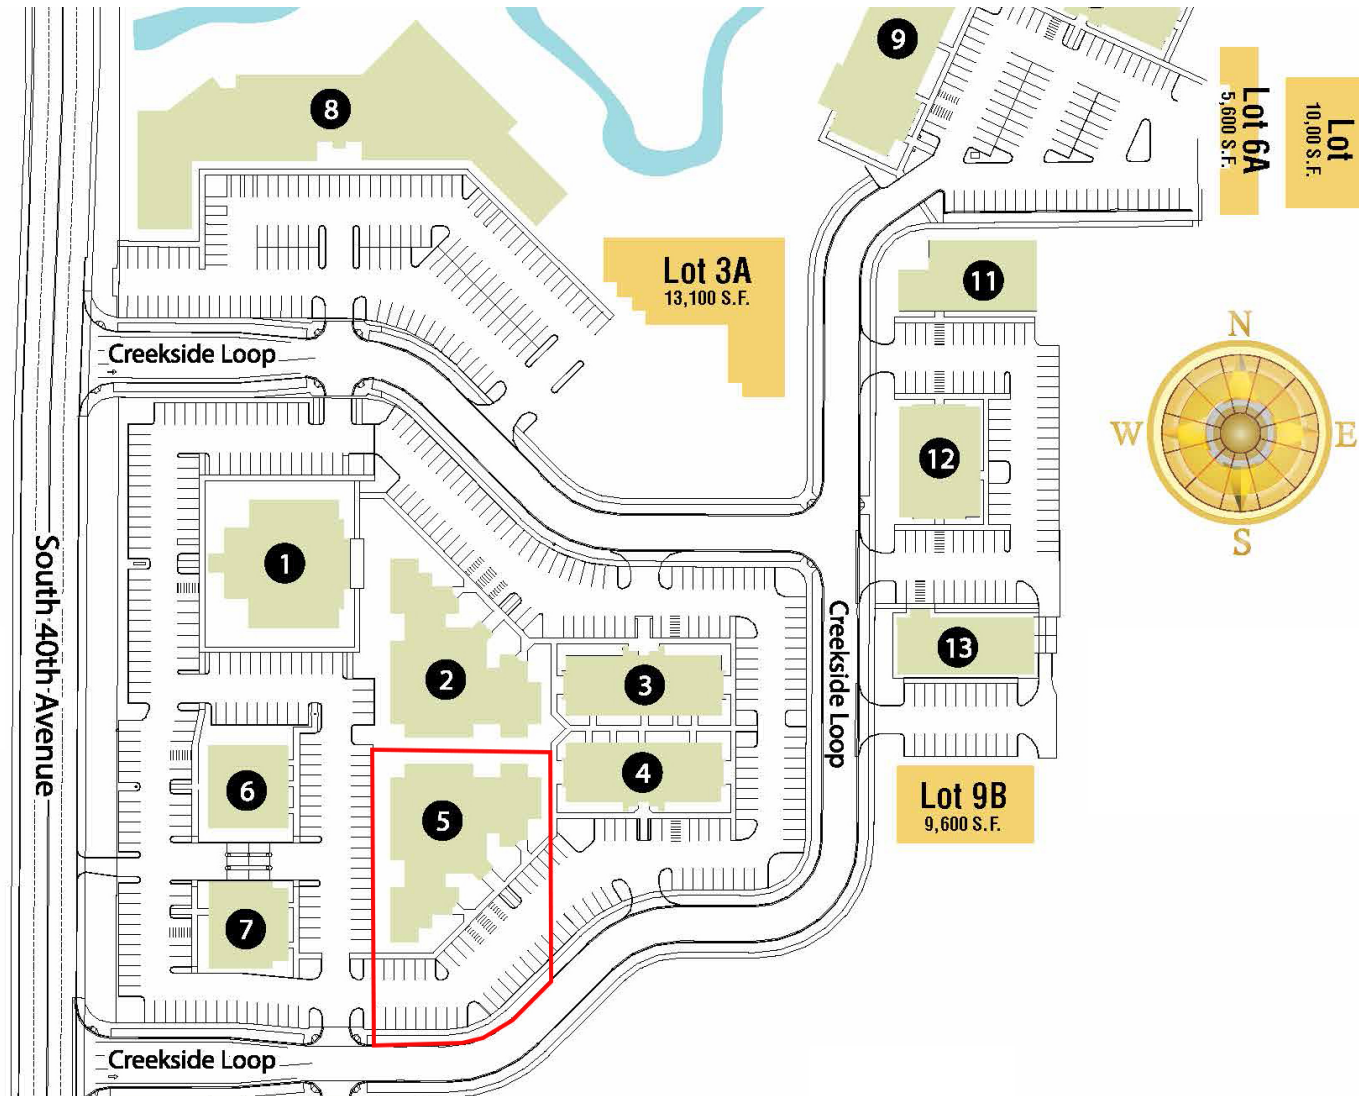 8
9
Lot 6A
5,600 S.F.
Lot
10,00 S.F.
Lot 3A
13,100 S.F.
11
Creekside Loop
N
W
E
S
12
1
South 40th Avenue
2
3
Creekside Loop
13
4
6
5
Lot 9B
9,600 S.F.
7
Creekside Loop